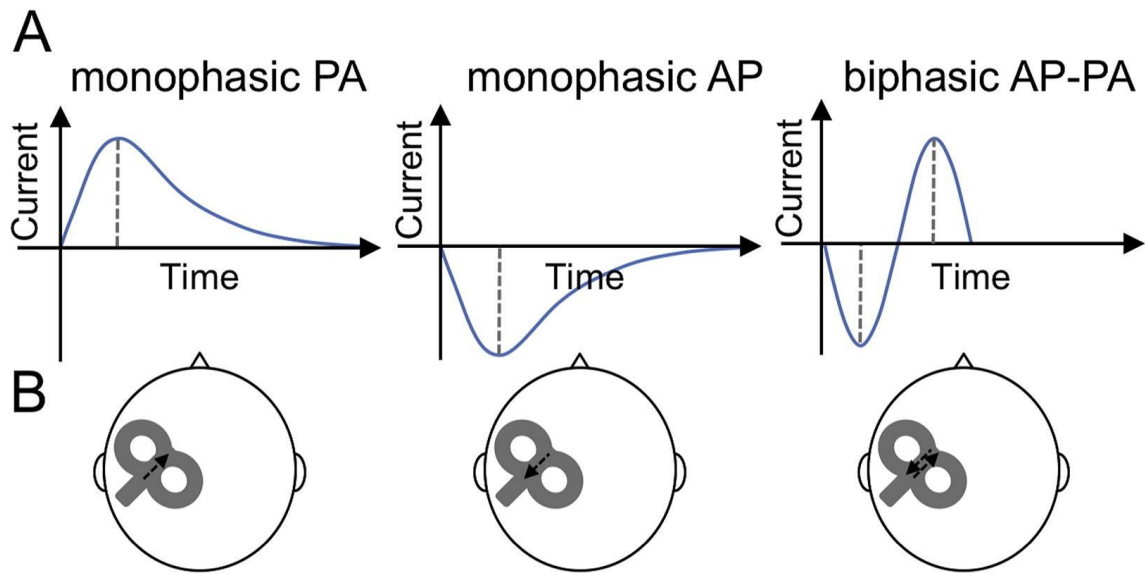 A
monophasic PA
monophasic AP
biphasic AP-PA
Current
Current
Current
Time
Time
Time
B